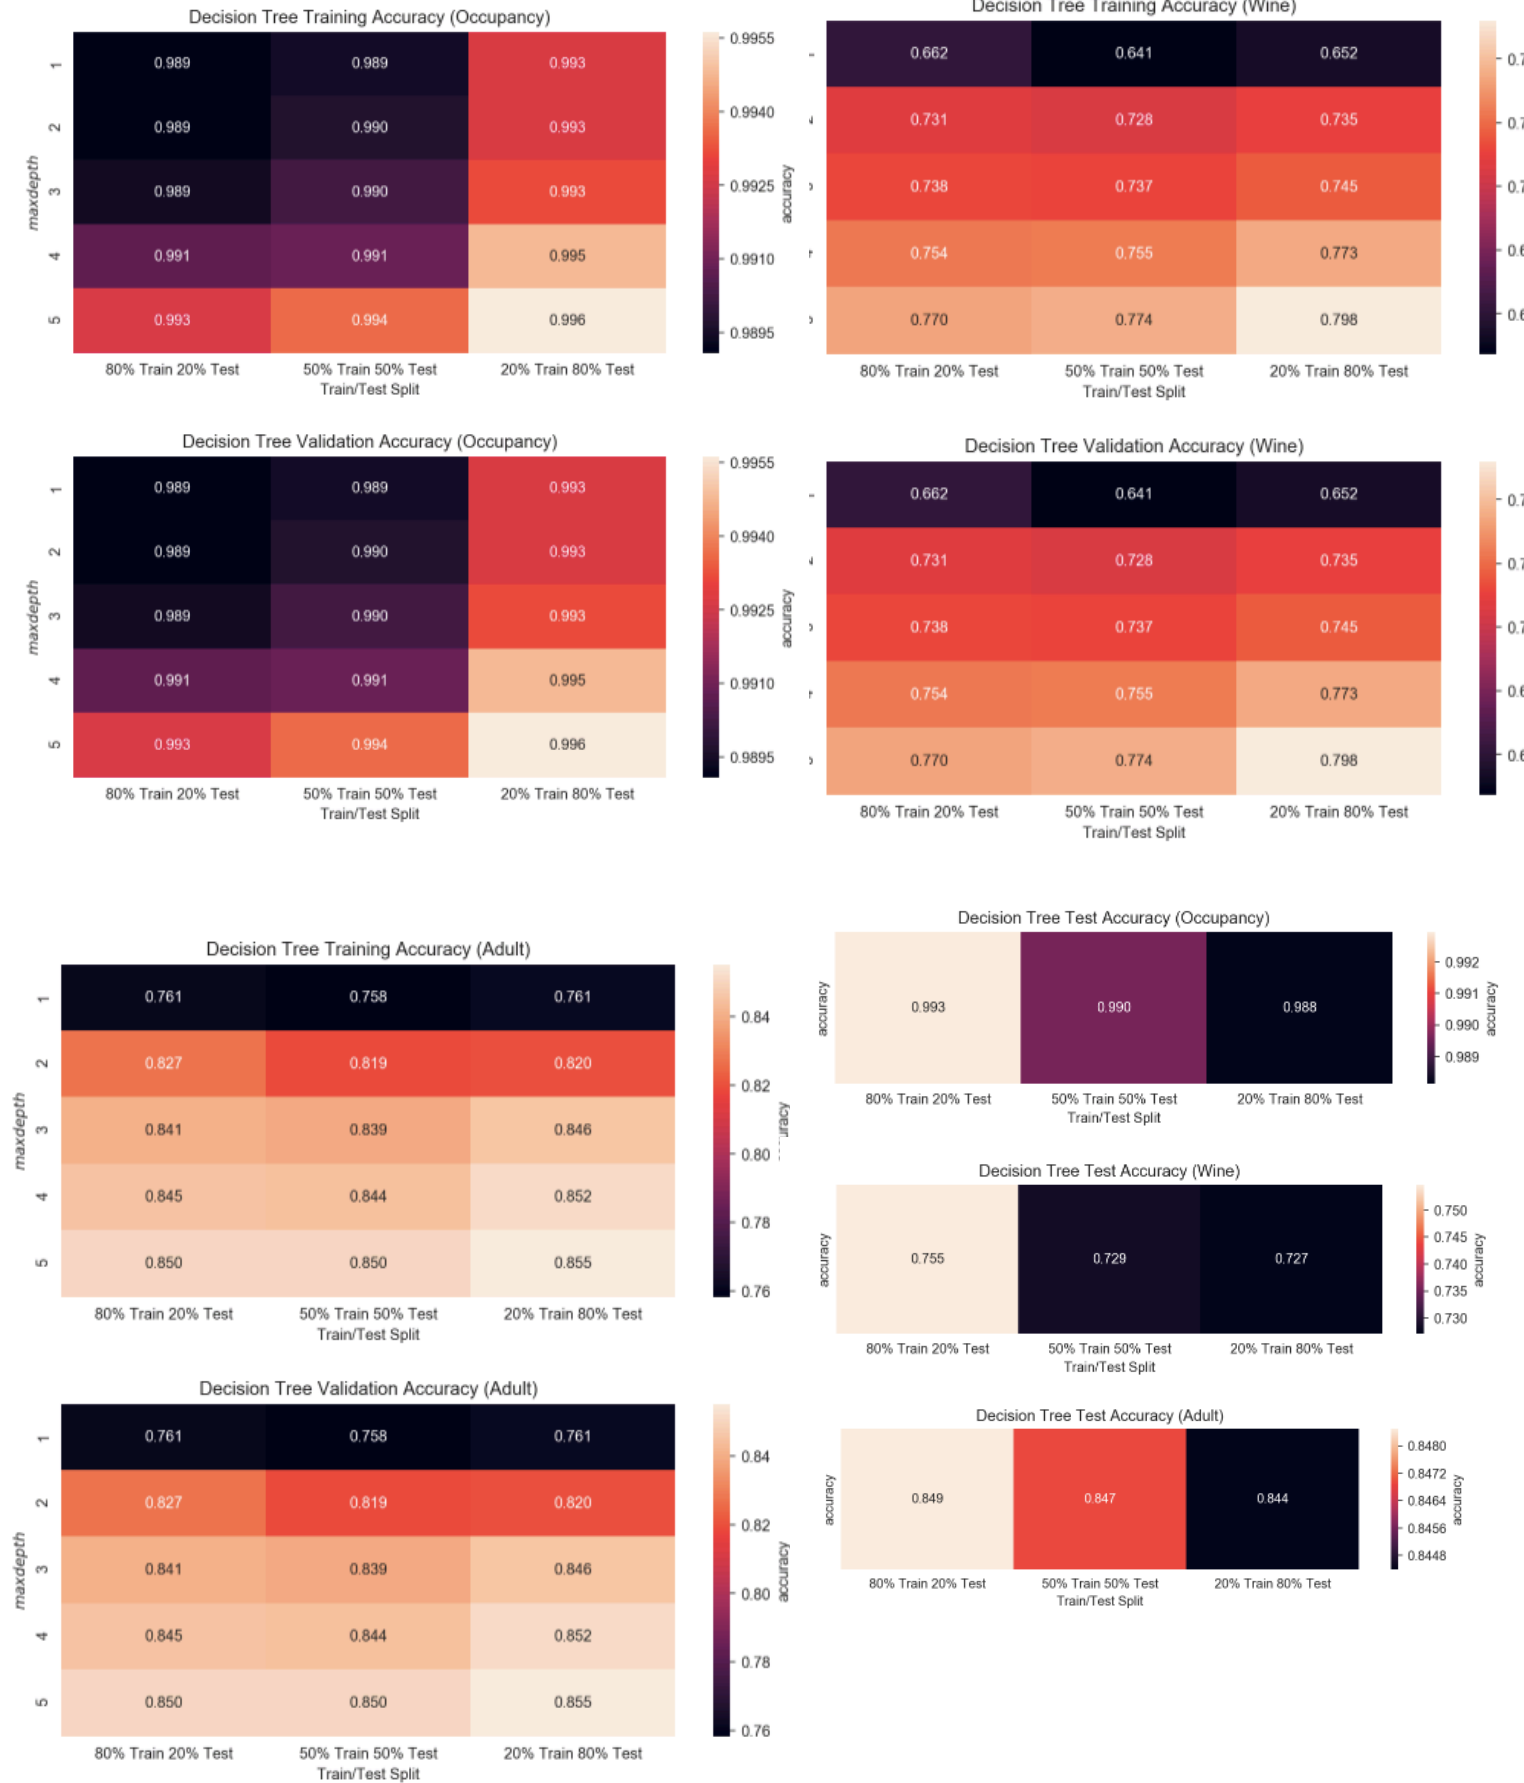 Decision Tree Training Accuracy (Occupancy)
maxdepth
1 0.989 0.989 0.993
2 0.989 0.990 0.993
3 0.989 0.990 0.993
4 0.991 0.991 0.995
5 0.993 0.994 0.996
80% Train 20% Test 50% Train 50% Test 20% Train 80% Test
Train/Test Split
0.9955
0.9940
0.9925
0.9910
0.9895
accuracy
Decision Tree Training Accuracy (Wine)
0.662 0.641 0.652
0.731 0.728 0.735
0.738 0.737 0.745
0.754 0.755 0.773
0.770 0.774 0.798
80% Train 20% Test 50% Train 50% Test 20% Train 80% Test
Train/Test Split
Decision Tree Validation Accuracy (Occupancy)
maxdepth
1 0.989 0.989 0.993
2 0.989 0.990 0.993
3 0.989 0.990 0.993
4 0.991 0.991 0.995
5 0.993 0.994 0.996
80% Train 20% Test 50% Train 50% Test 20% Train 80% Test
Train/Test Split
0.9955
0.9940
0.9925
0.9910
0.9895
accuracy
Decision Tree Validation Accuracy (Wine)
0.662 0.641 0.652
0.731 0.728 0.735
0.738 0.737 0.745
0.754 0.755 0.773
0.770 0.774 0.798
80% Train 20% Test 50% Train 50% Test 20% Train 80% Test
Train/Test Split
Decision Tree Training Accuracy (Adult)
maxdepth
1 0.761 0.758 0.761
2 0.827 0.819 0.820
3 0.841 0.839 0.846
4 0.845 0.844 0.852
5 0.850 0.850 0.855
80% Train 20% Test 50% Train 50% Test 20% Train 80% Test
Train/Test Split
0.84
0.82
0.80
0.78
0.76
Decision Tree Validation Accuracy (Adult)
maxdepth
1 0.761 0.758 0.761
2 0.827 0.819 0.820
3 0.841 0.839 0.846
4 0.845 0.844 0.852
5 0.850 0.850 0.855
80% Train 20% Test 50% Train 50% Test 20% Train 80% Test
Train/Test Split
0.84
0.82
0.80
0.78
0.76
accuracy
Decision Tree Test Accuracy (Occupancy)
accuracy
0.993 0.990 0.988
80% Train 20% Test 50% Train 50% Test 20% Train 80% Test
Train/Test Split
0.992
0.991
0.990
0.989
accuracy
Decision Tree Test Accuracy (Wine)
accuracy
0.755 0.729 0.727
80% Train 20% Test 50% Train 50% Test 20% Train 80% Test
Train/Test Split
0.750
0.745
0.740
0.735
0.730
accuracy
Decision Tree Test Accuracy (Adult)
accuracy
0.849 0.847 0.844
80% Train 20% Test 50% Train 50% Test 20% Train 80% Test
Train/Test Split
0.8480
0.8472
0.8464
0.8456
0.8448
accuracy